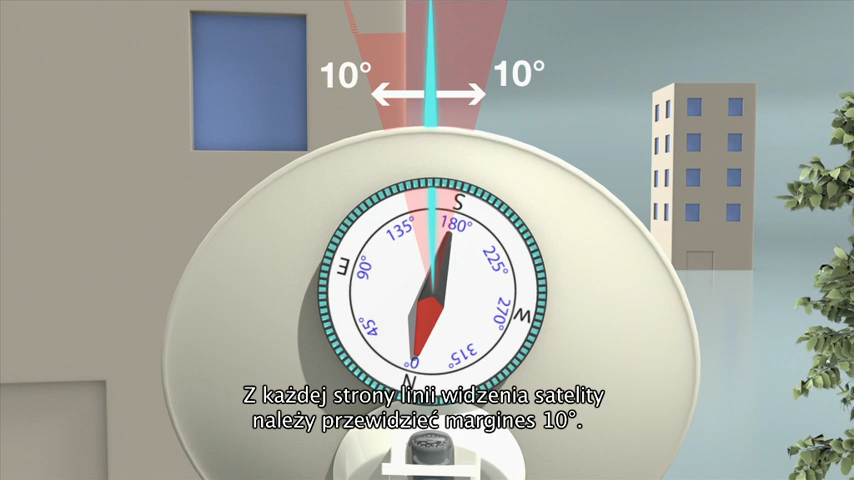 10° 10°
S
180°
135°
225°
E
90°
270°
W
45°
315°
0°
N
Z każdej strony linii widzenia satelity
należy przewidzieć margines 10°.